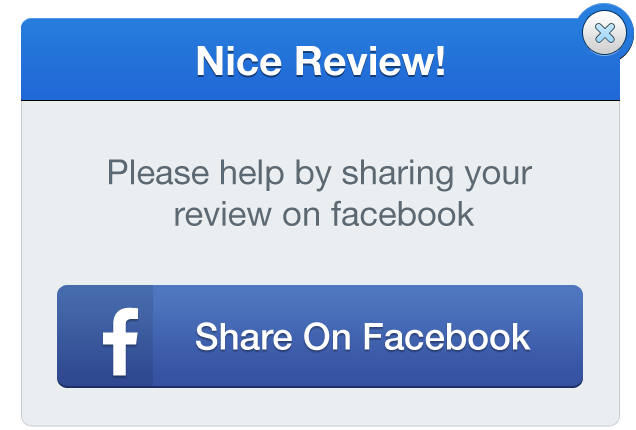 Nice Review!
Please help by sharing your
review on facebook
f Share On Facebook